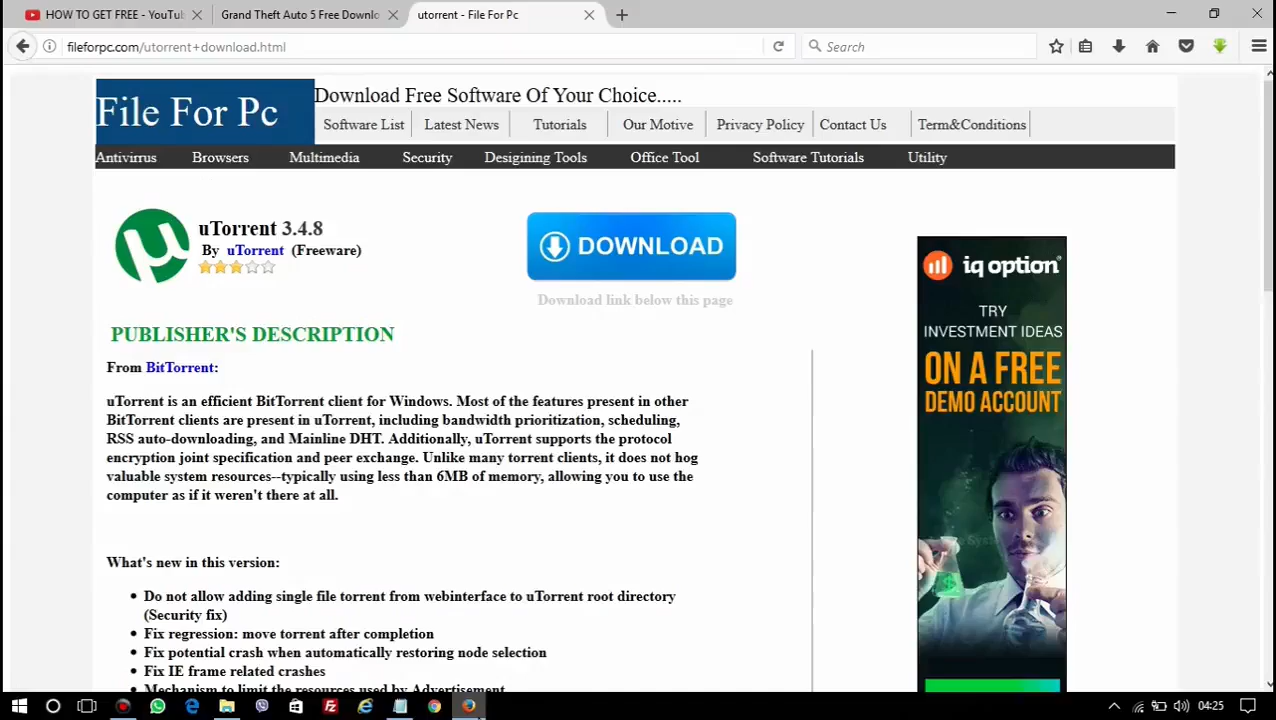 HOW TO GET FREE - YouTu
Grand Theft Auto 5 Free Downlo
utorrent - File For Pc
fileforpc.com/utorrent+download.html
Search
File For Pc
Download Free Software Of Your Choice.....
Software List
Latest News
Tutorials
Our Motive
Privacy Policy
Contact Us
Term&Conditions
Antivirus
Browsers
Multimedia
Security
Desigining Tools
Office Tool
Software Tutorials
Utility
uTorrent 3.4.8
By uTorrent (Freeware)
DOWNLOAD
Download link below this page
PUBLISHER'S DESCRIPTION
From BitTorrent:
uTorrent is an efficient BitTorrent client for Windows. Most of the features present in other
BitTorrent clients are present in uTorrent, including bandwidth prioritization, scheduling,
RSS auto-downloading, and Mainline DHT. Additionally, uTorrent supports the protocol
encryption joint specification and peer exchange. Unlike many torrent clients, it does not hog
valuable system resources--typically using less than 6MB of memory, allowing you to use the
computer as if it weren't there at all.
What's new in this version:
Do not allow adding single file torrent from webinterface to uTorrent root directory
(Security fix)
Fix regression: move torrent after completion
Fix potential crash when automatically restoring node selection
Fix IE frame related crashes
Mechanism to limit the resources used by Advertisement
iq option
TRY
INVESTMENT IDEAS
ON A FREE
DEMO ACCOUNT
04:25